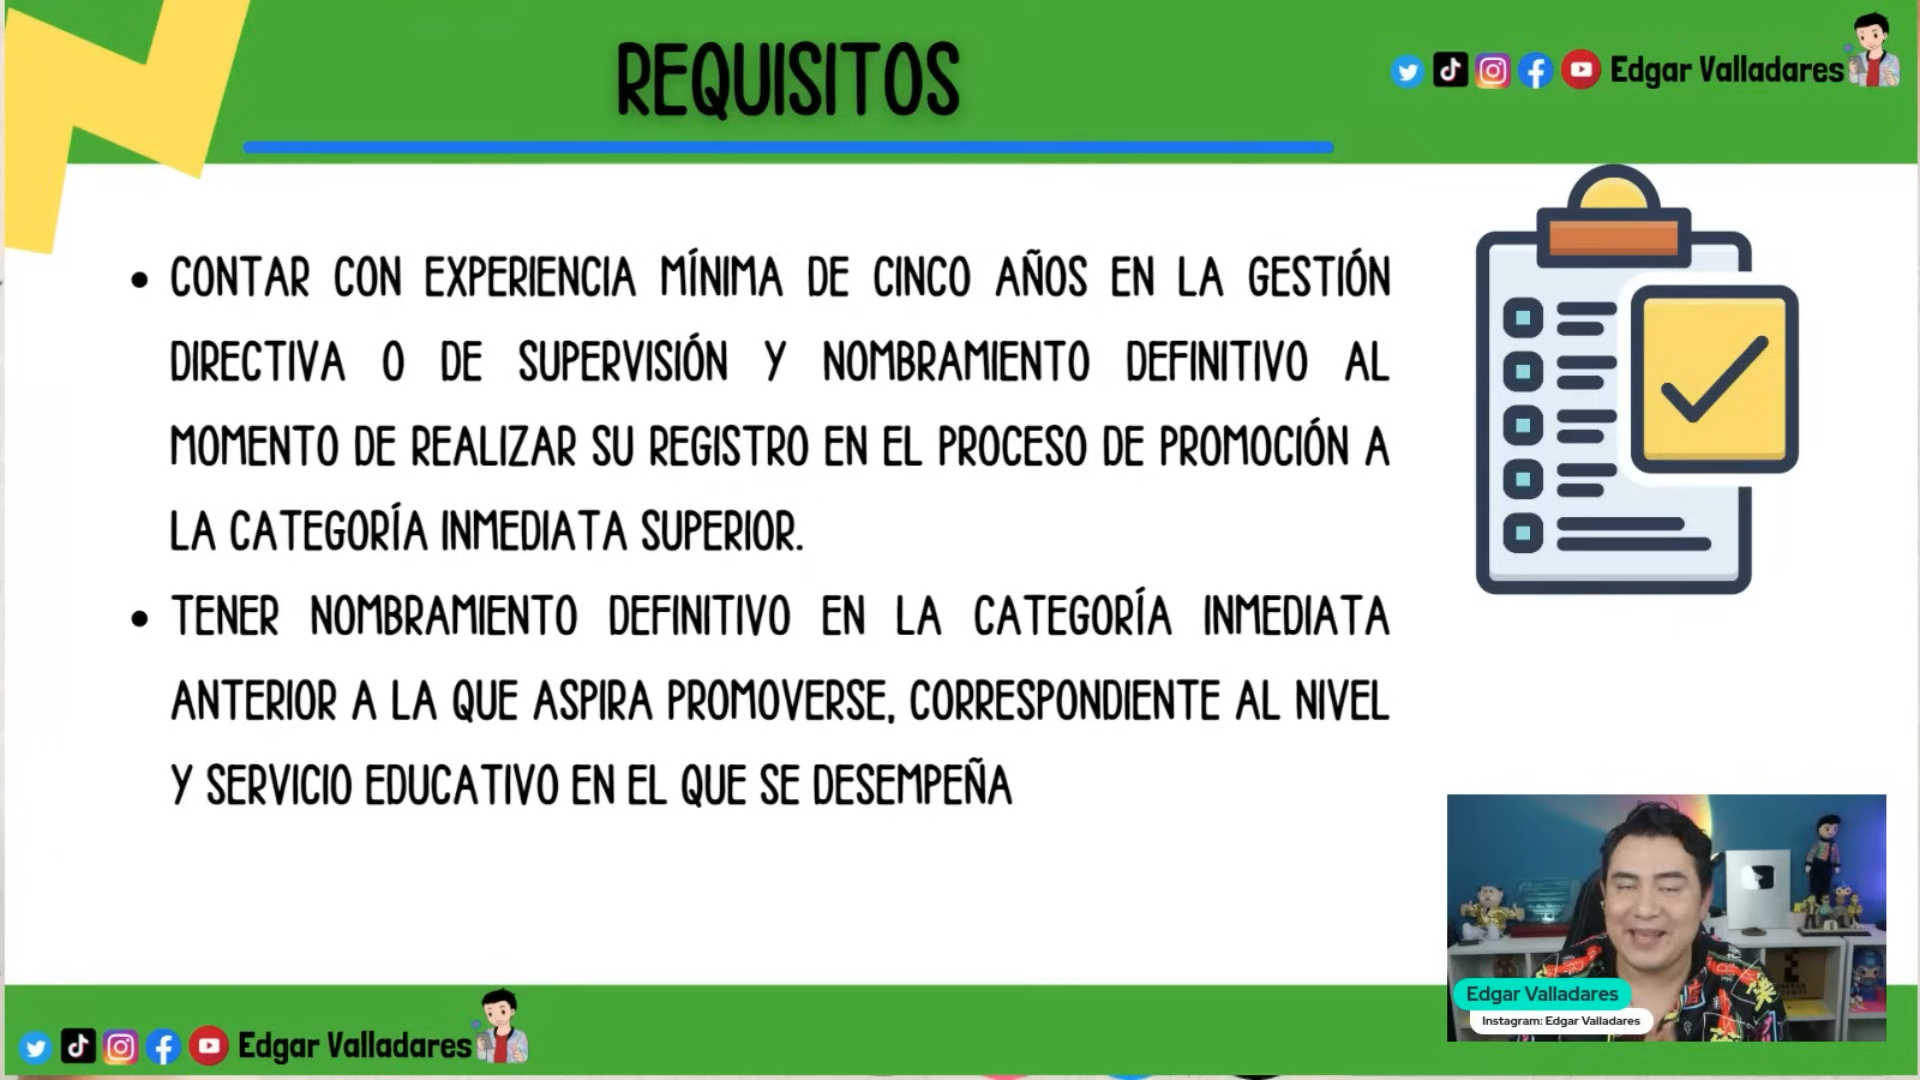 REQUISITOS
Edgar Valladares
• CONTAR CON EXPERIENCIA MÍNIMA DE CINCO AÑOS EN LA GESTIÓN
DIRECTIVA O DE SUPERVISIÓN Y NOMBRAMIENTO DEFINITIVO AL
MOMENTO DE REALIZAR SU REGISTRO EN EL PROCESO DE PROMOCIÓN A
LA CATEGORÍA INMEDIATA SUPERIOR.
• TENER NOMBRAMIENTO DEFINITIVO EN LA CATEGORÍA INMEDIATA
ANTERIOR A LA QUE ASPIRA PROMOVERSE, CORRESPONDIENTE AL NIVEL
Y SERVICIO EDUCATIVO EN EL QUE SE DESEMPEÑA
Edgar Valladares
Instagram: Edgar Valladares
Edgar Valladares